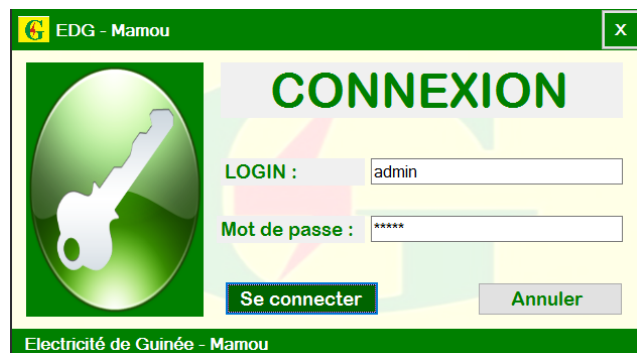 EDG - Mamou
X
CONNEXION
LOGIN :
admin
Mot de passe :
*****
Se connecter
Annuler
Electricité de Guinée - Mamou